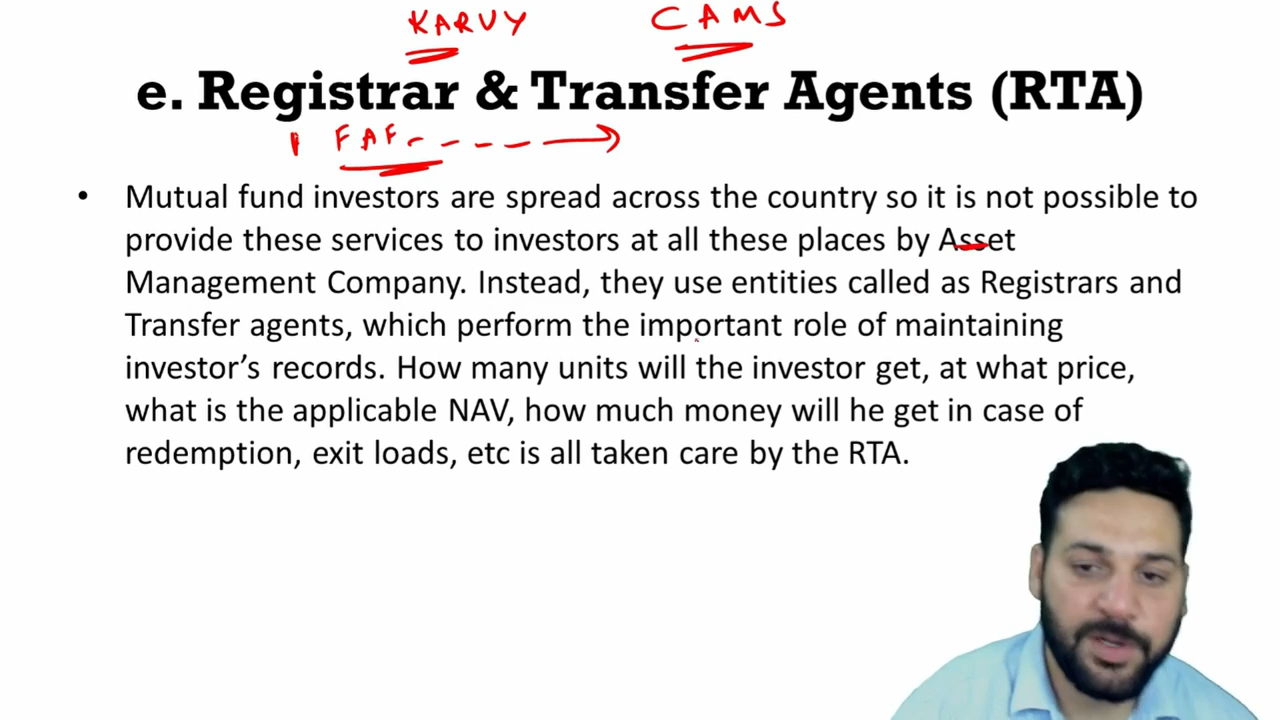 KARVY CAMS
e. Registrar & Transfer Agents (RTA)
FAF
• Mutual fund investors are spread across the country so it is not possible to
provide these services to investors at all these places by Asset
Management Company. Instead, they use entities called as Registrars and
Transfer agents, which perform the important role of maintaining
investor’s records. How many units will the investor get, at what price,
what is the applicable NAV, how much money will he get in case of
redemption, exit loads, etc is all taken care by the RTA.